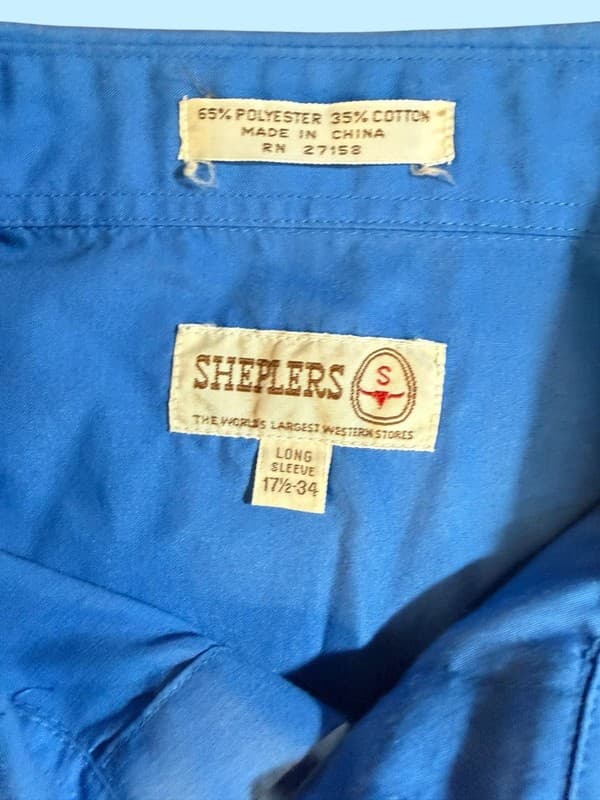 65% POLYESTER 35% COTTON
MADE IN CHINA
RN 27158
SHEPLERS
S
THE WORLD'S LARGEST WESTERN STORES
LONG
SLEEVE
17½-34